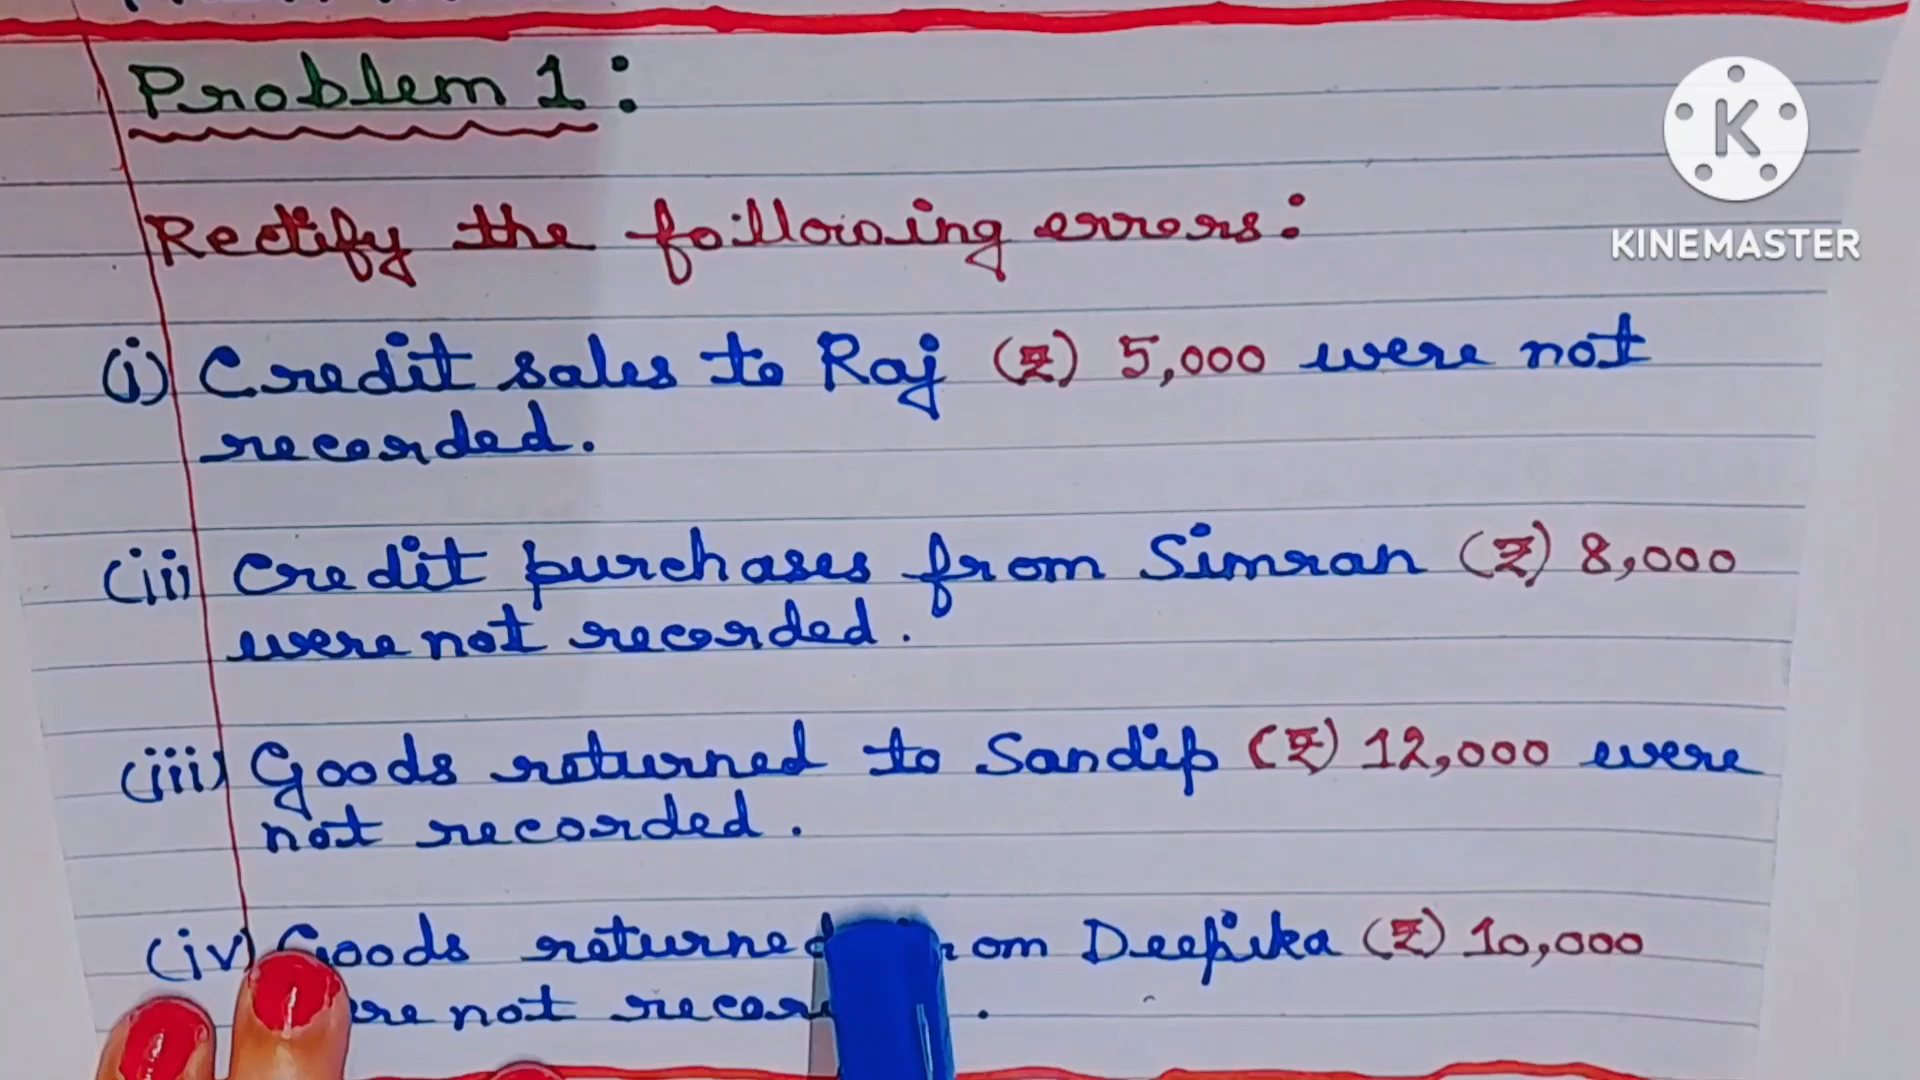 Problem 1:
K
KINEMASTER
Rectify the following errors:
(i) Credit sales to Raj (₹) 5,000 were not
recorded.
(ii) Credit purchases from Simran (₹) 8,000
were not recorded.
(iii) Goods returned to Sandip (₹) 12,000 were
not recorded.
(iv) Goods returned from Deepika (₹) 10,000
not